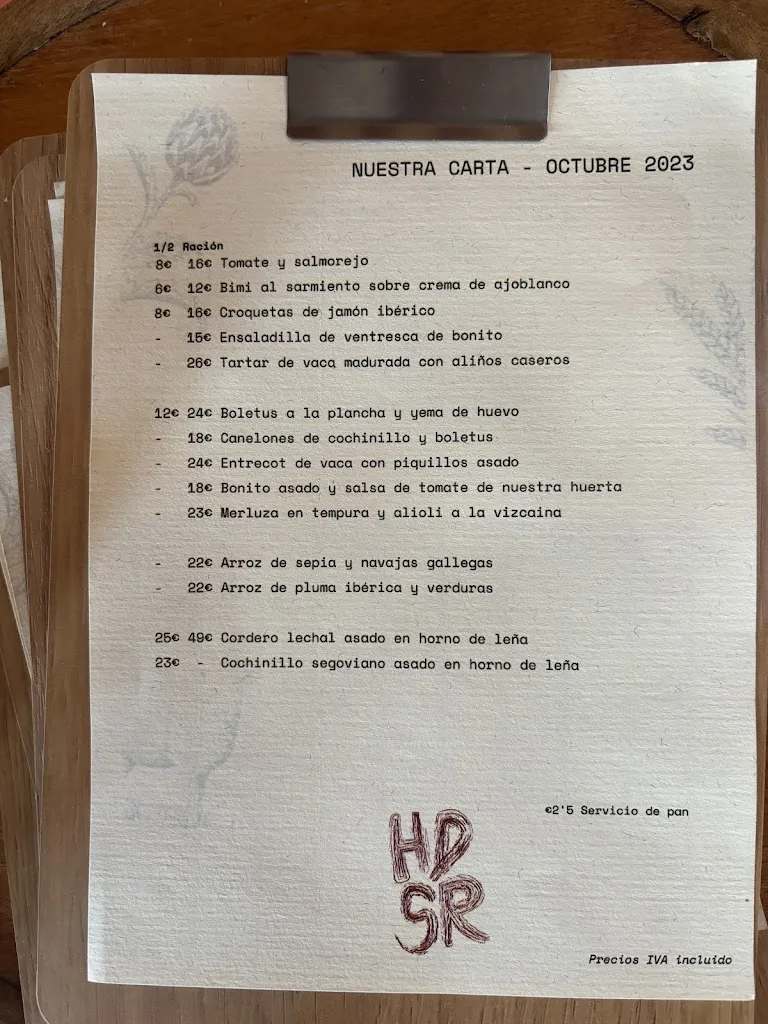 NUESTRA CARTA - OCTUBRE 2023
1/2 Ración
8€ 16€ Tomate y salmorejo
6€ 12€ Bimi al sarmiento sobre crema de ajoblanco
8€ 16€ Croquetas de jamón ibérico
- 15€ Ensaladilla de ventresca de bonito
- 26€ Tartar de vaca madurada con aliños caseros
12€ 24€ Boletus a la plancha y yema de huevo
- 18€ Canelones de cochinillo y boletus
- 24€ Entrecot de vaca con piquillos asado
- 18€ Bonito asado y salsa de tomate de nuestra huerta
- 23€ Merluza en tempura y alioli a la vizcaina
- 22€ Arroz de sepia y navajas gallegas
- 22€ Arroz de pluma ibérica y verduras
25€ 49€ Cordero lechal asado en horno de leña
23€ - Cochinillo segoviano asado en horno de leña
€2'5 Servicio de pan
HD
SR
Precios IVA incluido